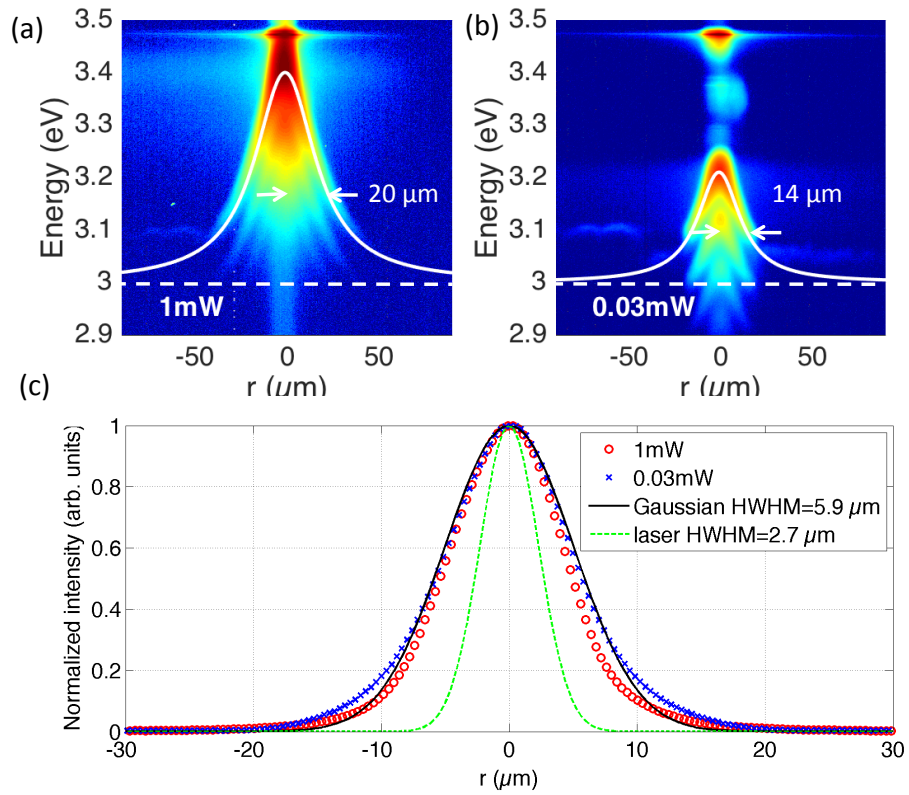 (a)
3.5
3.4
3.3
3.2
3.1
3
2.9
Energy (eV)
20 µm
1mW
-50
0
50
r (µm)
(b)
3.5
3.4
3.3
3.2
3.1
3
2.9
Energy (eV)
14 µm
0.03mW
-50
0
50
r (µm)
(c)
1
0.8
0.6
0.4
0.2
0
Normalized intensity (arb. units)
1mW
0.03mW
Gaussian HWHM=5.9 µm
laser HWHM=2.7 µm
-30
-20
-10
0
10
20
30
r (µm)